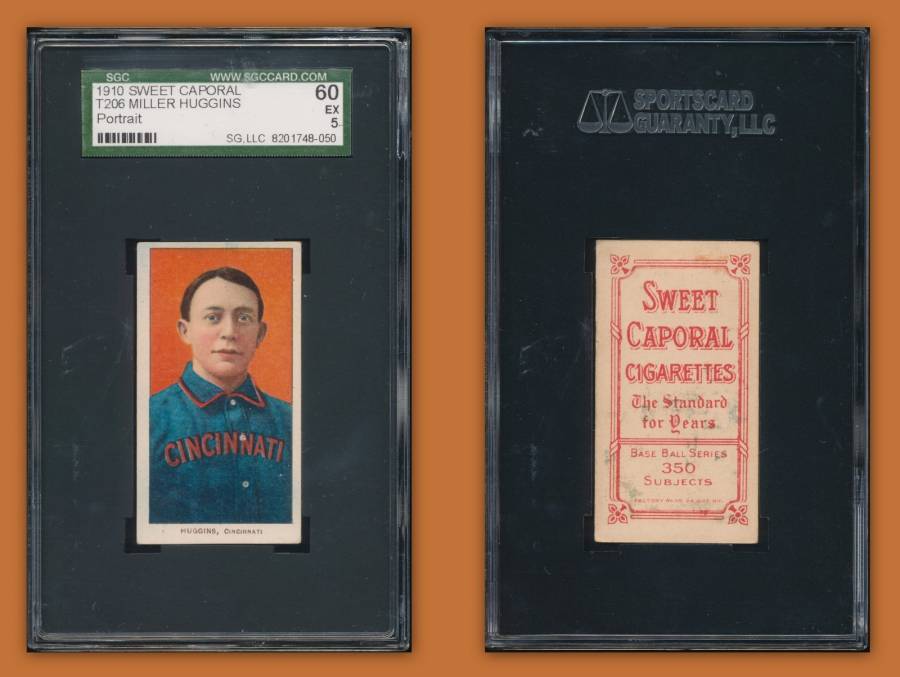 SGC WWW.SGCCARD.COM
1910 SWEET CAPORAL 60
T206 MILLER HUGGINS EX
Portrait 5
SG, LLC 8201748-050
CINCINNATI
HUGGINS, CINCINNATI
SPORTSCARD
GUARANTY, LLC
SWEET
CAPORAL
CIGARETTES
The Standard
for Years
BASE BALL SERIES
350
SUBJECTS
FACTORY